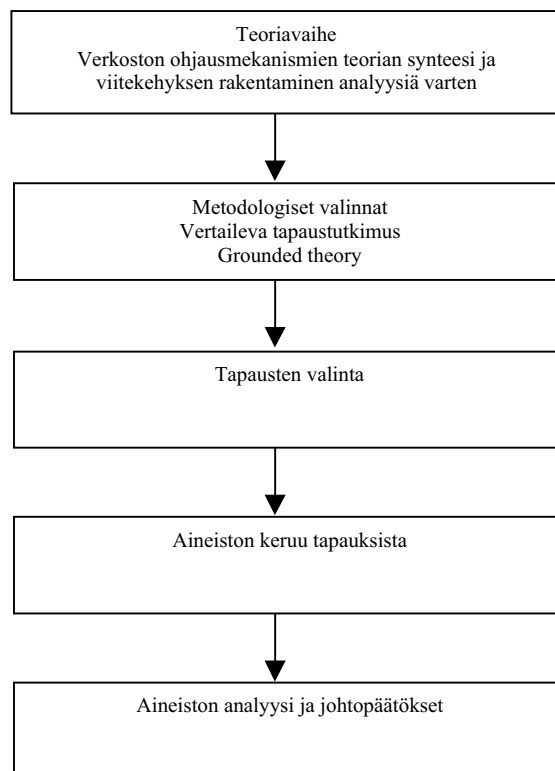 Teoriavaihe
Verkoston ohjausmekanismien teorian synteesi ja
viitekehyksen rakentaminen analyysiä varten
Metodologiset valinnat
Vertaileva tapaustutkimus
Grounded theory
Tapausten valinta
Aineiston keruu tapauksista
Aineiston analyysi ja johtopäätökset